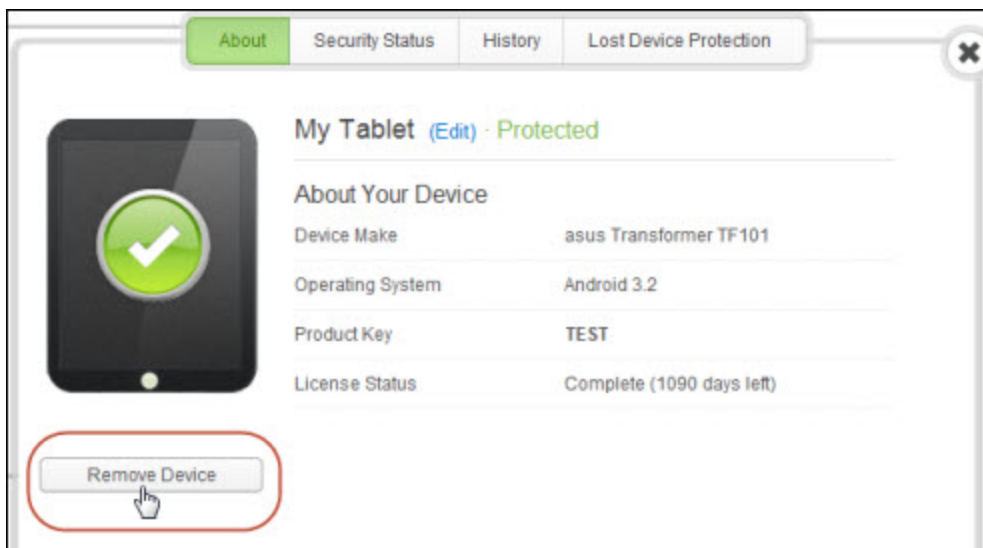 About Security Status History Lost Device Protection
My Tablet (Edit) · Protected
About Your Device
Device Make asus Transformer TF101
Operating System Android 3.2
Product Key TEST
License Status Complete (1090 days left)
Remove Device